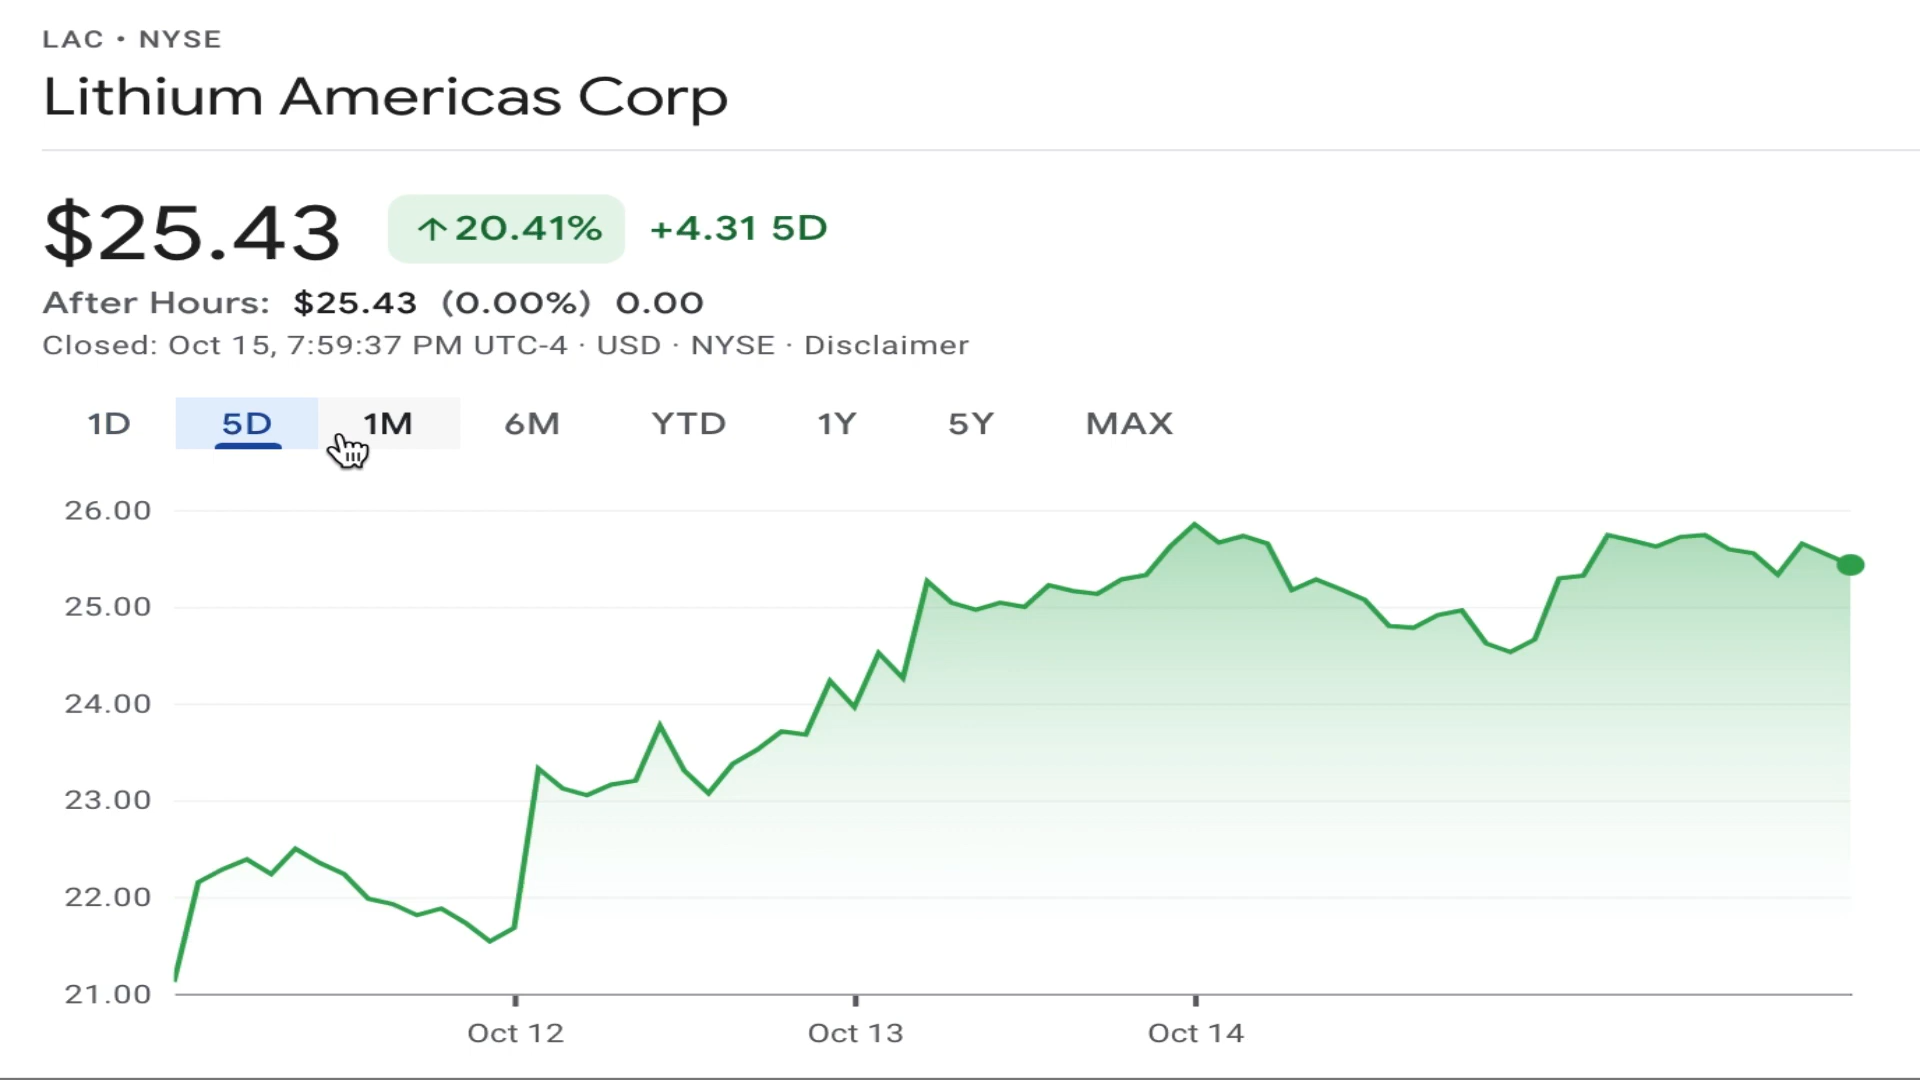 LAC • NYSE
Lithium Americas Corp
$25.43 ↑20.41% +4.31 5D
After Hours: $25.43 (0.00%) 0.00
Closed: Oct 15, 7:59:37 PM UTC-4 · USD · NYSE · Disclaimer
1D 5D 1M 6M YTD 1Y 5Y MAX
26.00
25.00
24.00
23.00
22.00
21.00
Oct 12 Oct 13 Oct 14